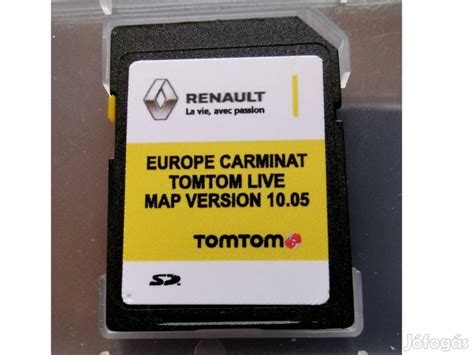 RENAULT
La vie, avec passion
EUROPE CARMINAT
TOMTOM LIVE
MAP VERSION 10.05
TOMTOM
SD
Jófogás